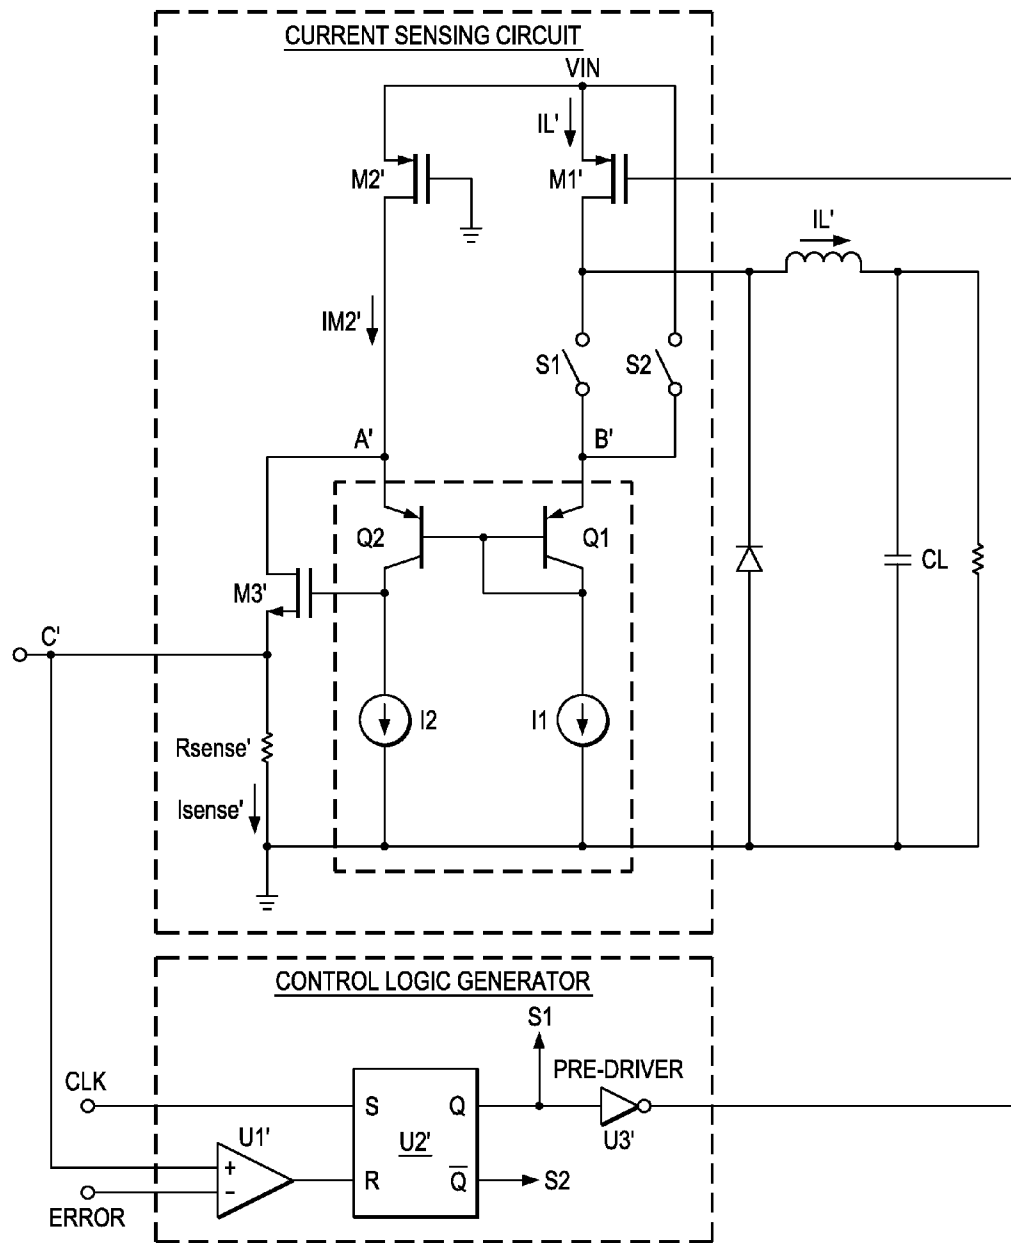 CURRENT SENSING CIRCUIT
VIN
IL'
M2'
M1'
IL'
IM2'
S1
S2
A'
B'
Q2
Q1
CL
M3'
C'
I2
I1
Rsense'
Isense'
CONTROL LOGIC GENERATOR
S1
PRE-DRIVER
CLK
S
Q
U1'
U2'
U3'
+
R
Q̅
S2
-
ERROR